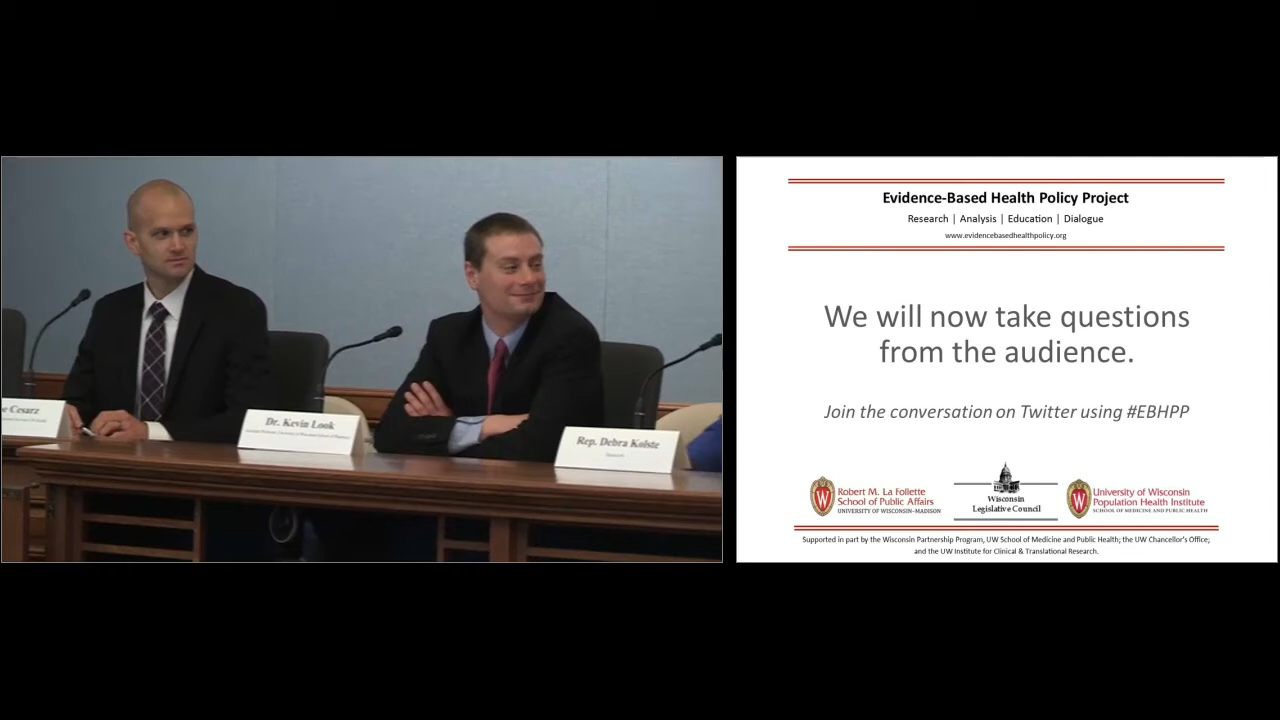 Cesarz
Dr. Kevin Look
Rep. Debra Kolste
Evidence-Based Health Policy Project
Research | Analysis | Education | Dialogue
www.evidencebasedhealthpolicy.org
We will now take questions
from the audience.
Join the conversation on Twitter using #EBHPP
Robert M. La Follette
School of Public Affairs
UNIVERSITY OF WISCONSIN-MADISON
Wisconsin
Legislative Council
University of Wisconsin
Population Health Institute
SCHOOL OF MEDICINE AND PUBLIC HEALTH
Supported in part by the Wisconsin Partnership Program, UW School of Medicine and Public Health; the UW Chancellor's Office;
and the UW Institute for Clinical & Translational Research.